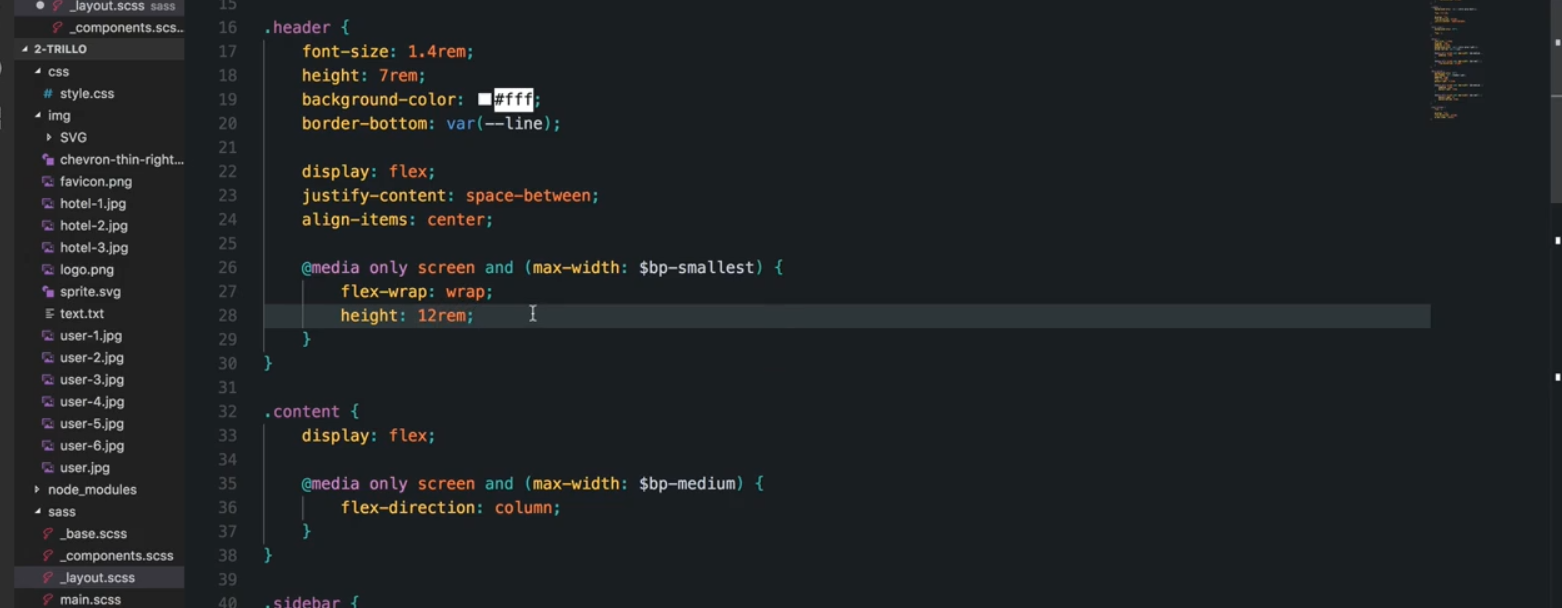 _layout.scss sass
_components.scs...
2-TRILLO
css
# style.css
img
SVG
chevron-thin-right...
favicon.png
hotel-1.jpg
hotel-2.jpg
hotel-3.jpg
logo.png
sprite.svg
text.txt
user-1.jpg
user-2.jpg
user-3.jpg
user-4.jpg
user-5.jpg
user-6.jpg
user.jpg
node_modules
sass
_base.scss
_components.scss
_layout.scss
main.scss
15
16 .header {
17 font-size: 1.4rem;
18 height: 7rem;
19 background-color: #fff;
20 border-bottom: var(--line);
21
22 display: flex;
23 justify-content: space-between;
24 align-items: center;
25
26 @media only screen and (max-width: $bp-smallest) {
27 flex-wrap: wrap;
28 height: 12rem;
29 }
30 }
31
32 .content {
33 display: flex;
34
35 @media only screen and (max-width: $bp-medium) {
36 flex-direction: column;
37 }
38 }
39
40 .sidebar {